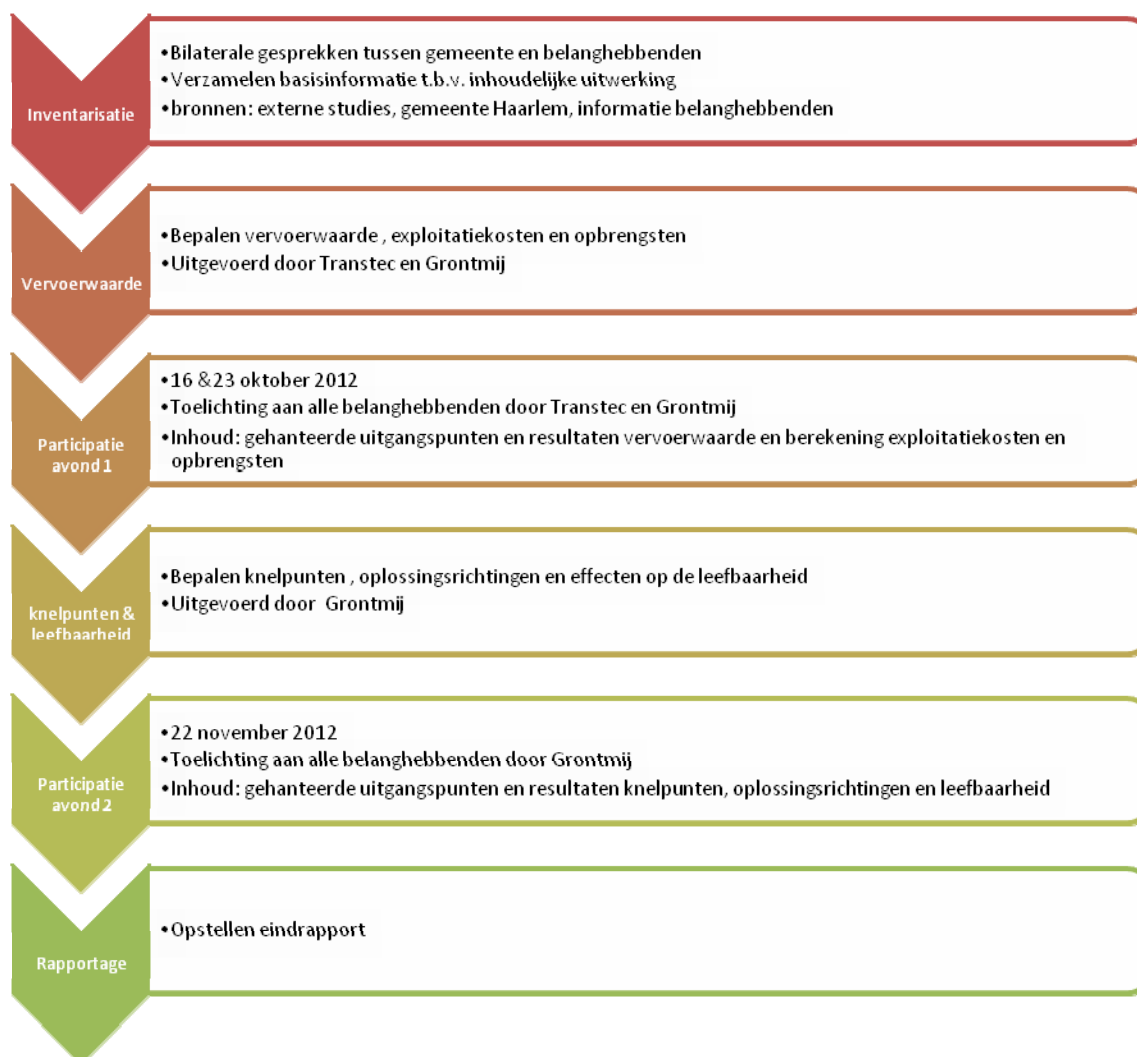 Inventarisatie
•Bilaterale gesprekken tussen gemeente en belanghebbenden
•Verzamelen basisinformatie t.b.v. inhoudelijke uitwerking
•bronnen: externe studies, gemeente Haarlem, informatie belanghebbenden
Vervoerwaarde
•Bepalen vervoerwaarde , exploitatiekosten en opbrengsten
•Uitgevoerd door Transtec en Grontmij
Participatie
avond 1
•16 &23 oktober 2012
•Toelichting aan alle belanghebbenden door Transtec en Grontmij
•Inhoud: gehanteerde uitgangspunten en resultaten vervoerwaarde en berekening exploitatiekosten en
opbrengsten
knelpunten &
leefbaarheid
•Bepalen knelpunten , oplossingsrichtingen en effecten op de leefbaarheid
•Uitgevoerd door Grontmij
Participatie
avond 2
•22 november 2012
•Toelichting aan alle belanghebbenden door Grontmij
•Inhoud: gehanteerde uitgangspunten en resultaten knelpunten, oplossingsrichtingen en leefbaarheid
Rapportage
•Opstellen eindrapport